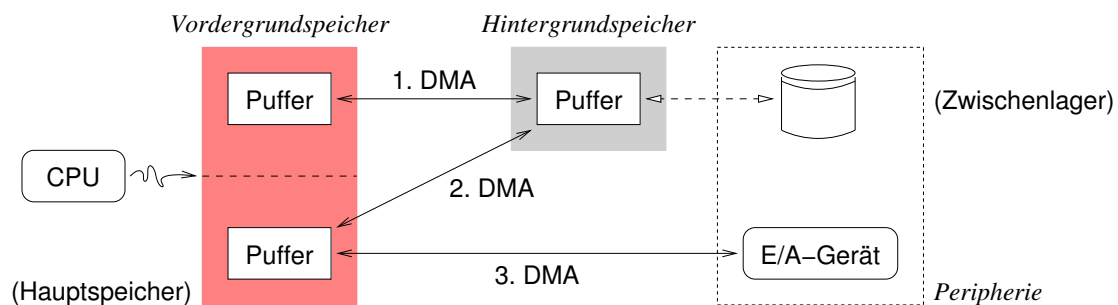 Vordergrundspeicher
Hintergrundspeicher
Puffer
1. DMA
Puffer
(Zwischenlager)
CPU
2. DMA
Puffer
3. DMA
E/A−Gerät
(Hauptspeicher)
Peripherie